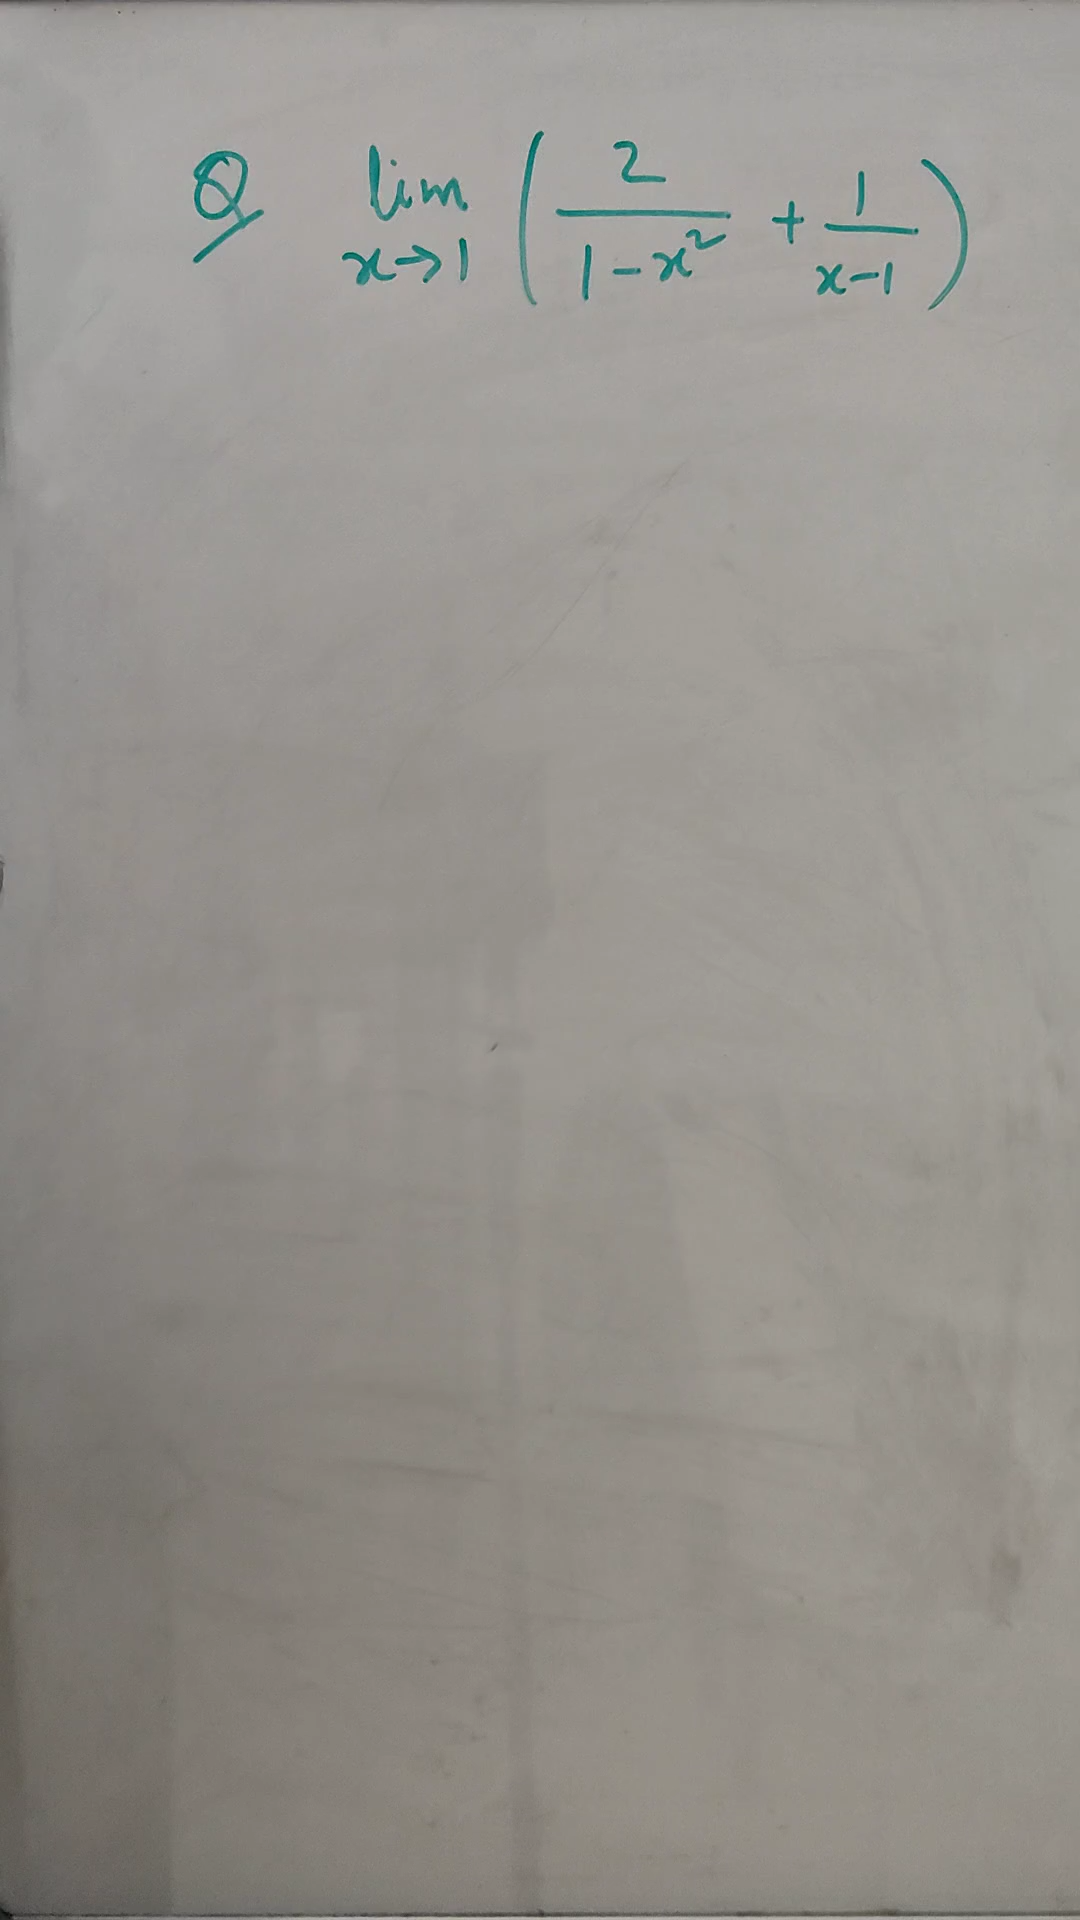 Q lim x→1 ( 2/(1-x²) + 1/(x-1) )